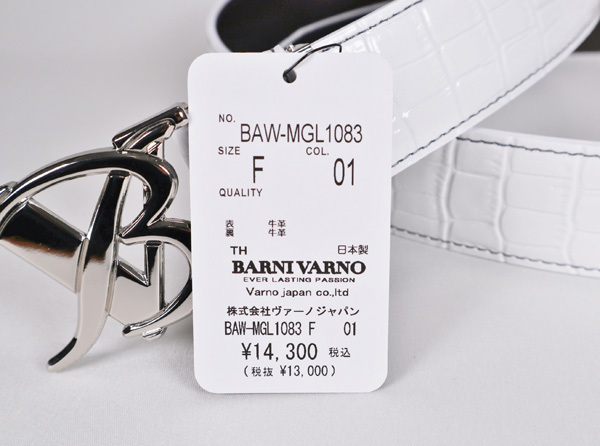 NO.
BAW-MGL1083
SIZE F COL. 01
QUALITY
表 牛革
裏 牛革
TH 日本製
BARNI VARNO
EVER LASTING PASSION
Varno japan co.,ltd
株式会社ヴァーノジャパン
BAW-MGL1083 F 01
¥14,300 税込
(税抜 ¥13,000)